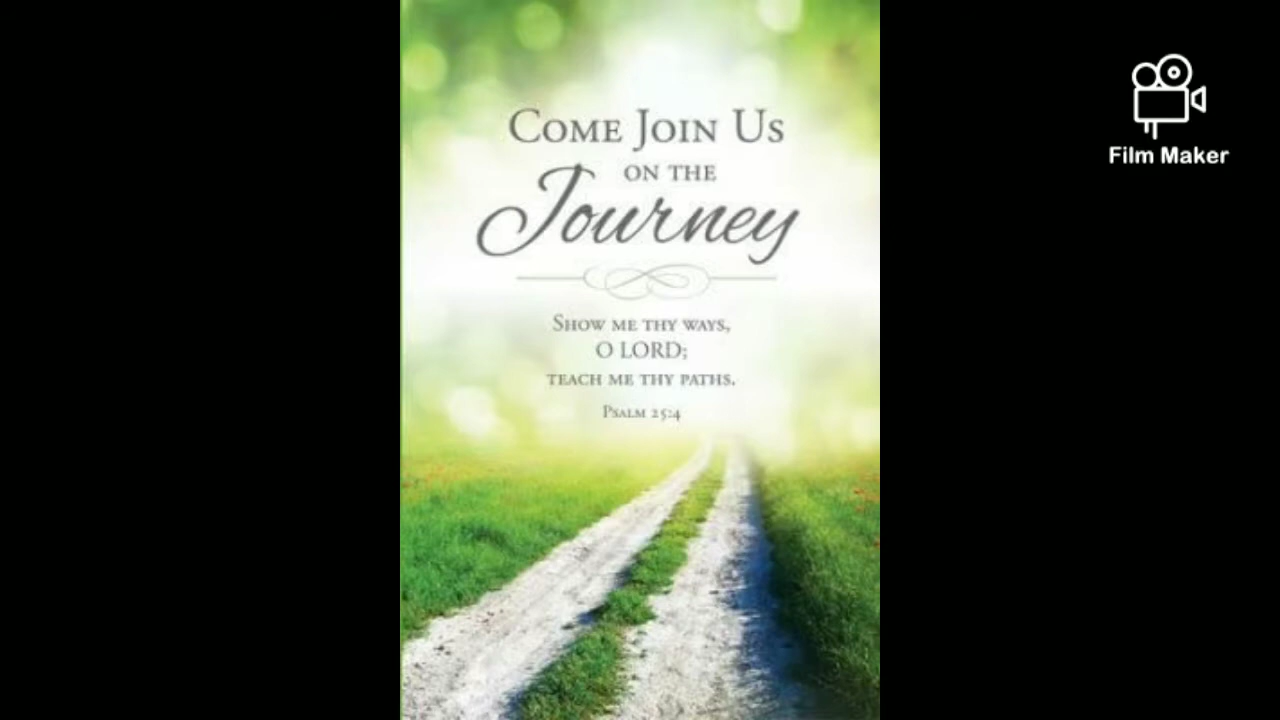 Come Join Us
on the
Journey
Show me thy ways,
O LORD;
teach me thy paths.
Psalm 25:4
Film Maker